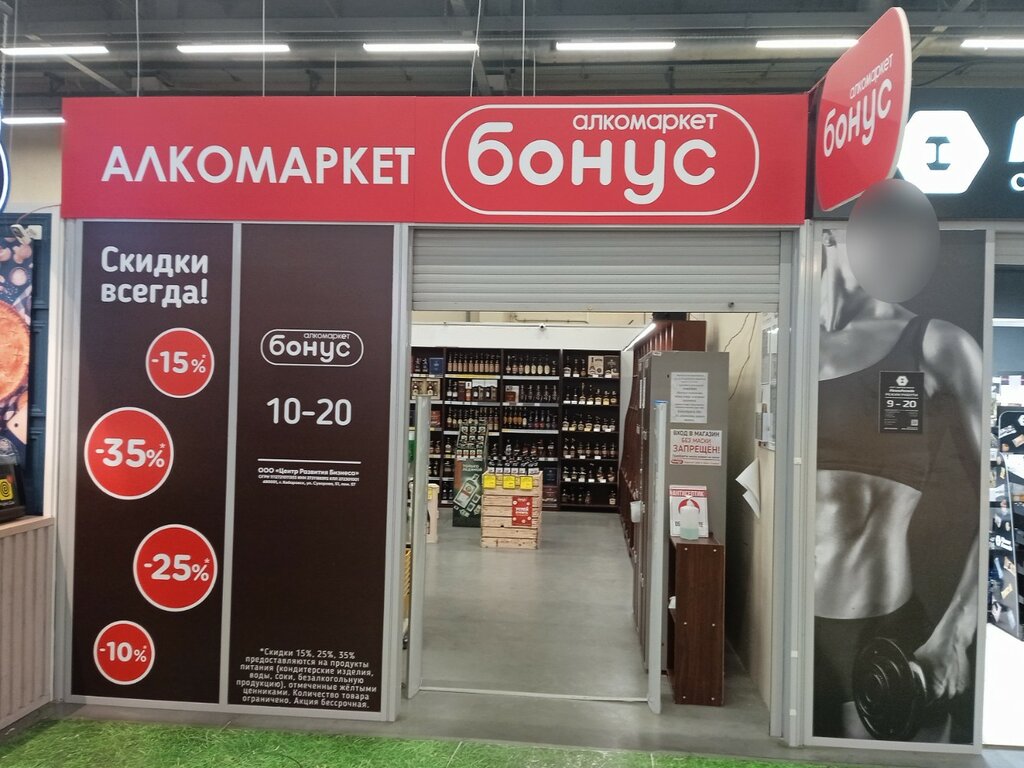 АЛКОМАРКЕТ
алкомаркет
бонус
алкомаркет
бонус
Скидки
всегда!
-15%*
-35%*
-25%*
-10%*
алкомаркет
бонус
10-20
ООО «Центр Развития Бизнеса»
*Скидки 15%, 25%, 35%
предоставляются на продукты
питания (кондитерские изделия,
воды, соки, безалкогольную
продукцию), отмеченные жёлтыми
ценниками. Количество товара
ограничено. Акция бессрочная.
ВХОД В МАГАЗИН
БЕЗ МАСКИ
ЗАПРЕЩЕН!
АНТИСЕПТИК
9-20